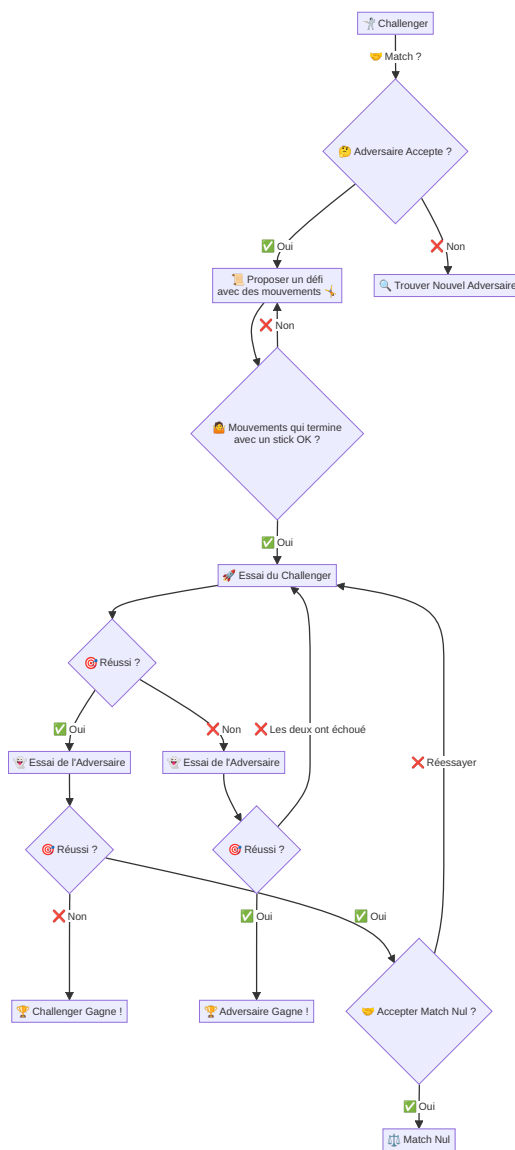 🤺 Challenger
🤝 Match ?
🤔 Adversaire Accepte ?
✅ Oui
❌ Non
📜 Proposer un défi
avec des mouvements 🤸
🔍 Trouver Nouvel Adversaire
❌ Non
🤷 Mouvements qui termine
avec un stick OK ?
✅ Oui
🚀 Essai du Challenger
🎯 Réussi ?
✅ Oui
❌ Non
❌ Les deux ont échoué
👻 Essai de l'Adversaire
👻 Essai de l'Adversaire
❌ Réessayer
🎯 Réussi ?
🎯 Réussi ?
❌ Non
✅ Oui
✅ Oui
🏆 Challenger Gagne !
🏆 Adversaire Gagne !
🤝 Accepter Match Nul ?
✅ Oui
⚖️ Match Nul